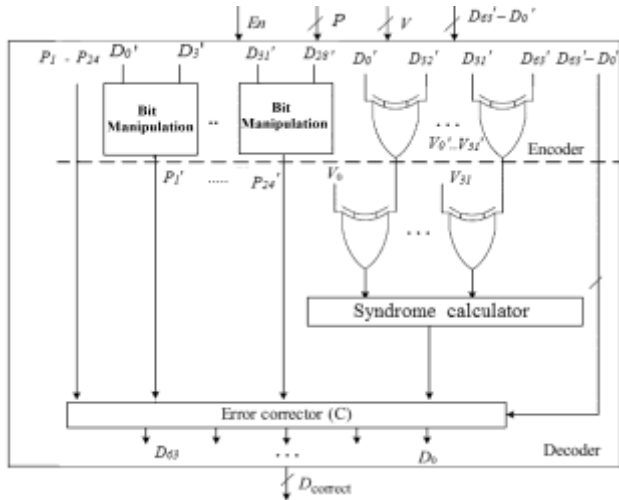 En P V D63'–D0'
P1 - P24 D0' D3' D31' D28' D0' D32' D31' D63' D63'–D0'
Bit Manipulation .. Bit Manipulation
...
V0'..V31'
Encoder
P1' ..... P24' V0 V31
...
Syndrome calculator
Error corrector (C)
D63 ... D0
Decoder
Dcorrect